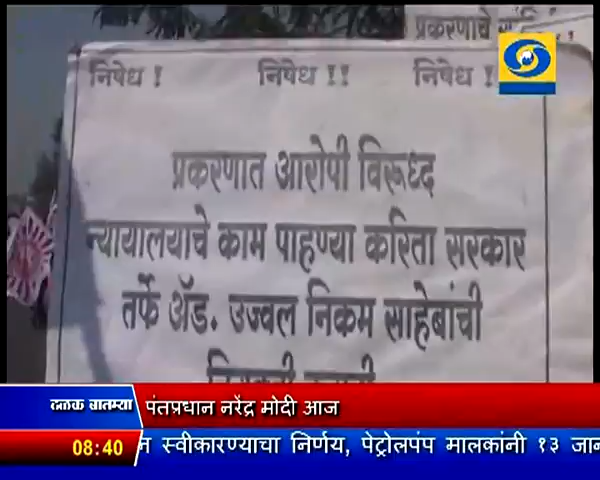 प्रकरणाचे
निषेध ! निषेध !! निषेध !
प्रकरणात आरोपी विरूध्द
न्यायालयाचे काम पाहण्या करिता सरकार
तर्फे ॲड. उज्वल निकम साहेबांची
ठळक बातम्या पंतप्रधान नरेंद्र मोदी आज
08:40 न स्वीकारण्याचा निर्णय, पेट्रोलपंप मालकांनी १३ जान